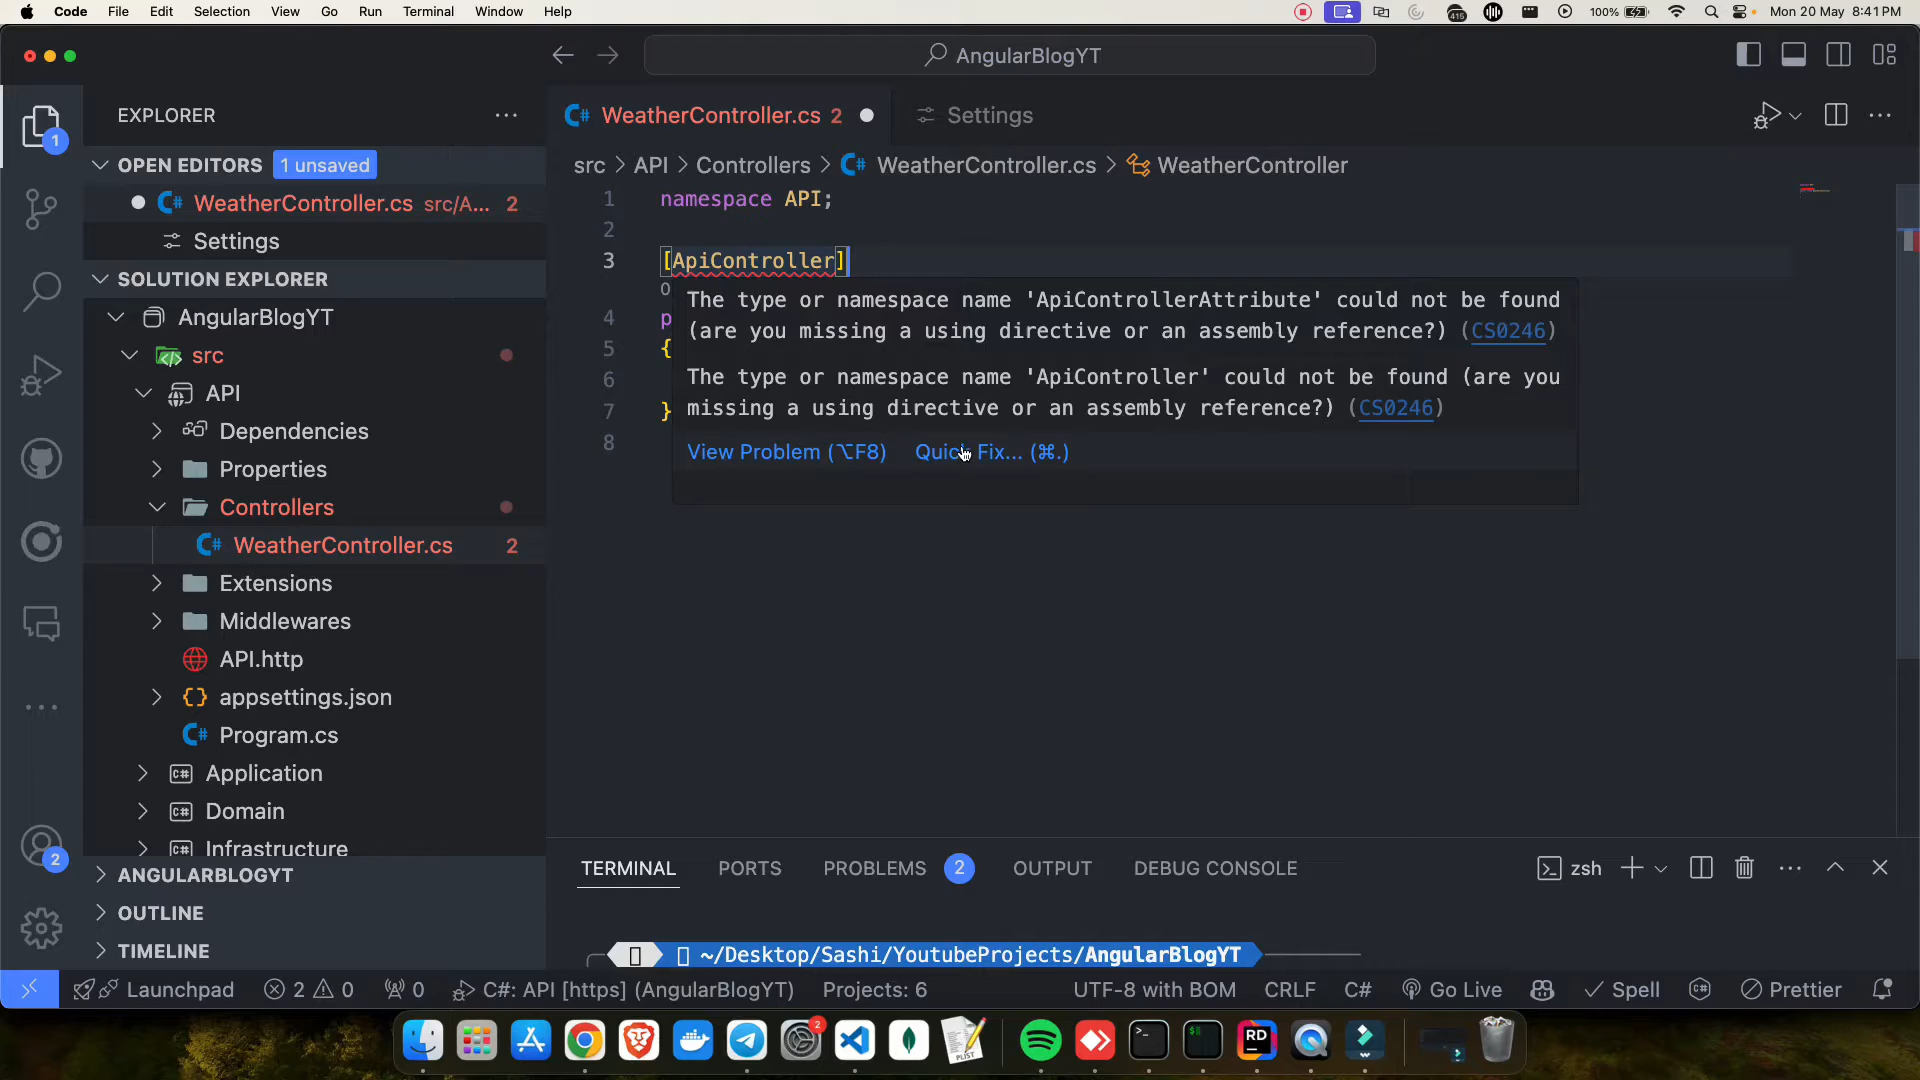 Code File Edit Selection View Go Run Terminal Window Help
415
100%
Mon 20 May 8:41 PM
AngularBlogYT
EXPLORER
1
OPEN EDITORS 1 unsaved
WeatherController.cs src/A... 2
Settings
SOLUTION EXPLORER
AngularBlogYT
src
API
Dependencies
Properties
Controllers
WeatherController.cs 2
Extensions
Middlewares
API.http
appsettings.json
Program.cs
Application
Domain
Infrastructure
ANGULARBLOGYT
OUTLINE
TIMELINE
2
WeatherController.cs 2
Settings
src > API > Controllers > WeatherController.cs > WeatherController
1 namespace API;
2
3 [ApiController]
4 p
5 {
6
7 }
8
The type or namespace name 'ApiControllerAttribute' could not be found
(are you missing a using directive or an assembly reference?) (CS0246)
The type or namespace name 'ApiController' could not be found (are you
missing a using directive or an assembly reference?) (CS0246)
View Problem (⌥F8) Quick Fix... (⌘.)
TERMINAL PORTS PROBLEMS 2 OUTPUT DEBUG CONSOLE
zsh
~/Desktop/Sashi/YoutubeProjects/AngularBlogYT
Launchpad 2 0 0 C#: API [https] (AngularBlogYT) Projects: 6 UTF-8 with BOM CRLF C# Go Live Spell Prettier
2
RD
PLIST